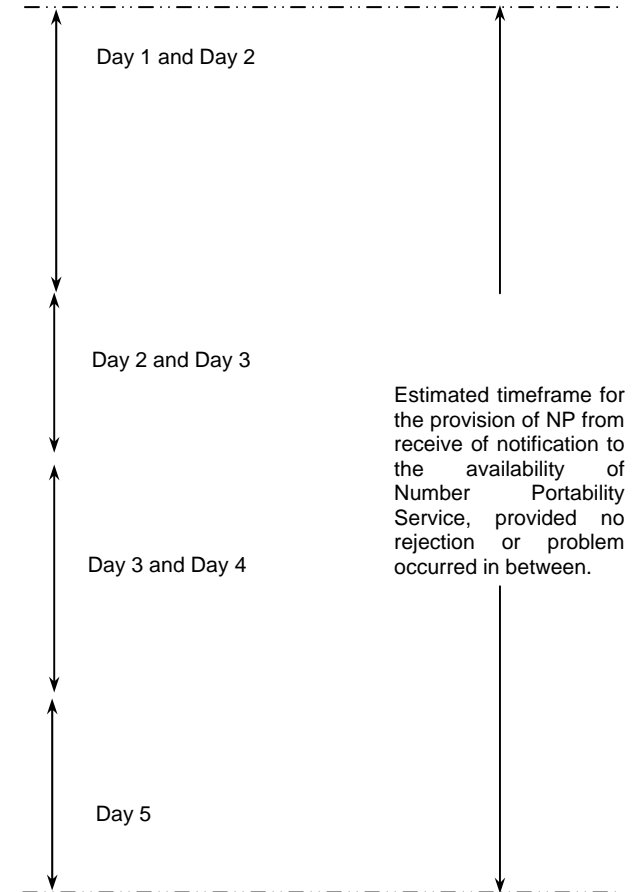 Day 1 and Day 2
Day 2 and Day 3
Estimated timeframe for
the provision of NP from
receive of notification to
the availability of
Number Portability
Service, provided no
rejection or problem
occurred in between.
Day 3 and Day 4
Day 5